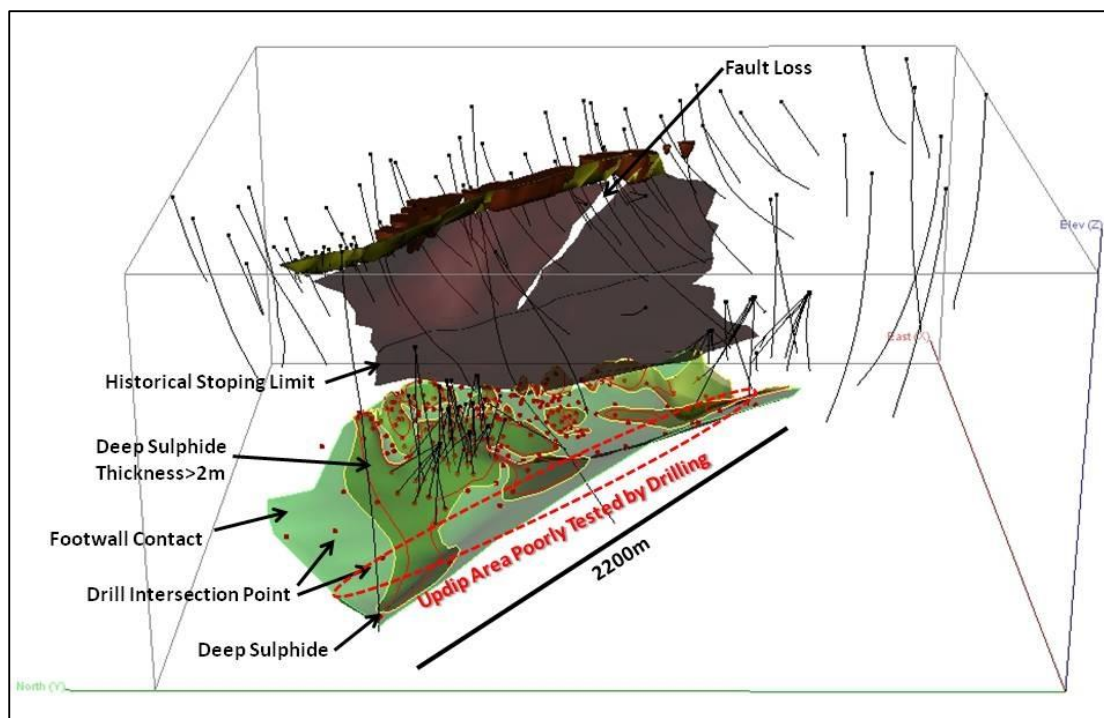 Fault Loss
Elev (Z)
East (X)
Historical Stoping Limit
Deep Sulphide
Thickness>2m
Footwall Contact
Drill Intersection Point
Updip Area Poorly Tested by Drilling
2200m
Deep Sulphide
North (Y)